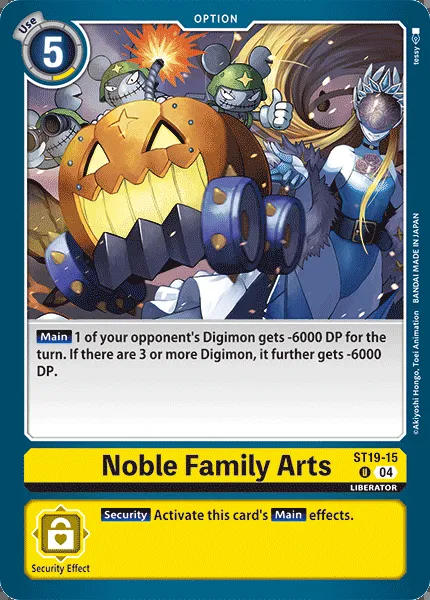 Use
5
OPTION
tessy
Main 1 of your opponent's Digimon gets -6000 DP for the
turn. If there are 3 or more Digimon, it further gets -6000
DP.
©Akiyoshi Hongo, Toei Animation BANDAI MADE IN JAPAN
Noble Family Arts
ST19-15
U 04
LIBERATOR
Security Activate this card's Main effects.
Security Effect